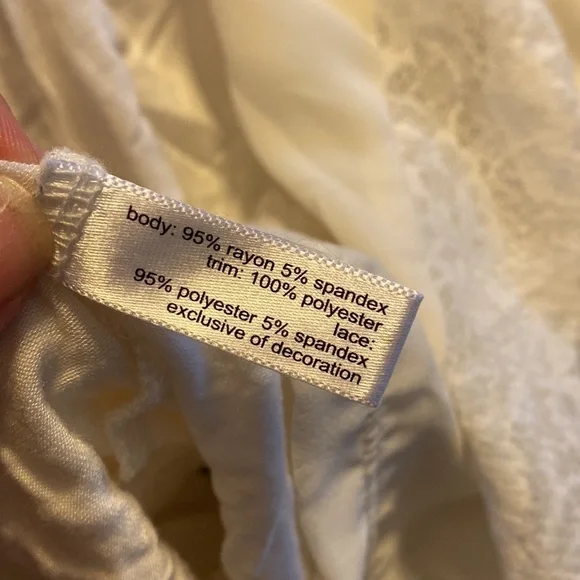 body: 95% rayon 5% spandex
trim: 100% polyester
lace:
95% polyester 5% spandex
exclusive of decoration